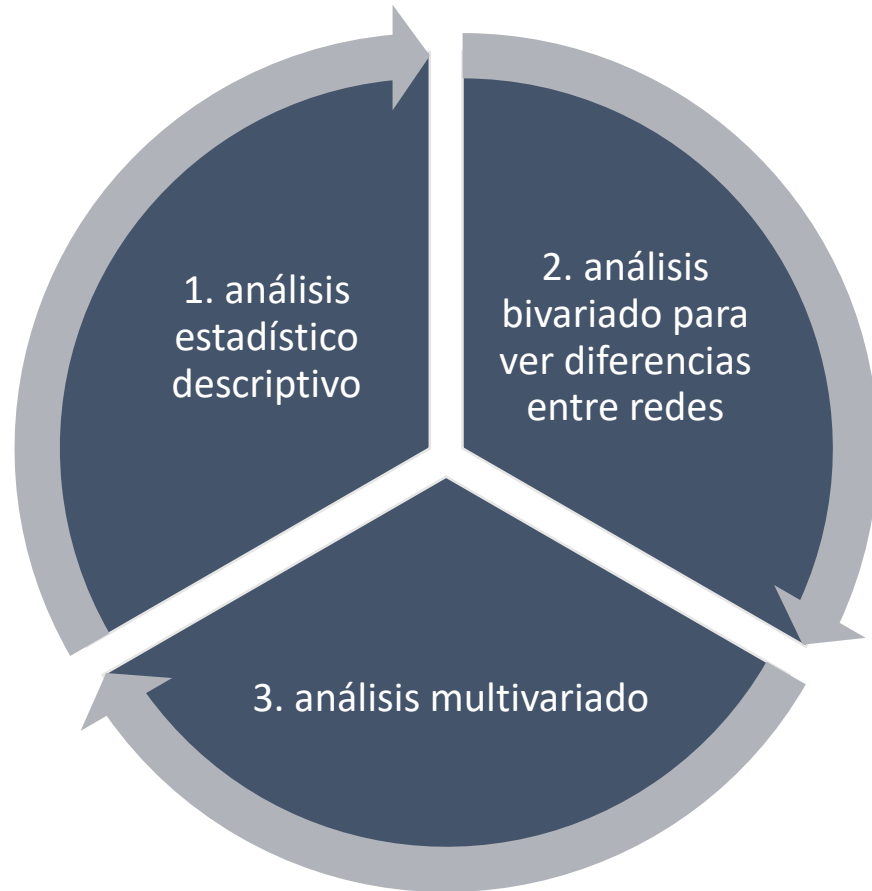 1. análisis
estadístico
descriptivo
2. análisis
bivariado para
ver diferencias
entre redes
3. análisis multivariado